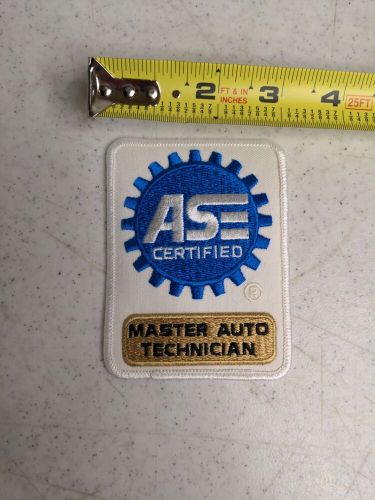 2 FT & IN 3 4 25FT
INCHES
ASE
CERTIFIED
®
MASTER AUTO
TECHNICIAN